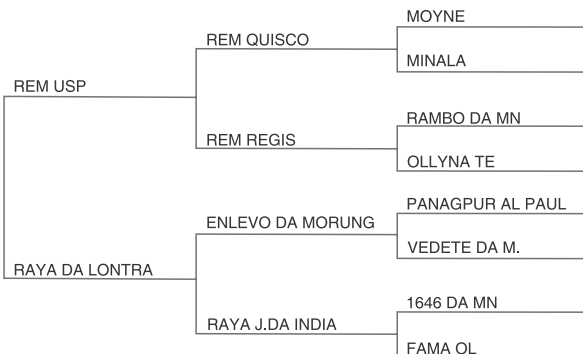 MOYNE
REM QUISCO
MINALA
REM USP
RAMBO DA MN
REM REGIS
OLLYNA TE
PANAGPUR AL PAUL
ENLEVO DA MORUNG
VEDETE DA M.
RAYA DA LONTRA
1646 DA MN
RAYA J.DA INDIA
FAMA OL